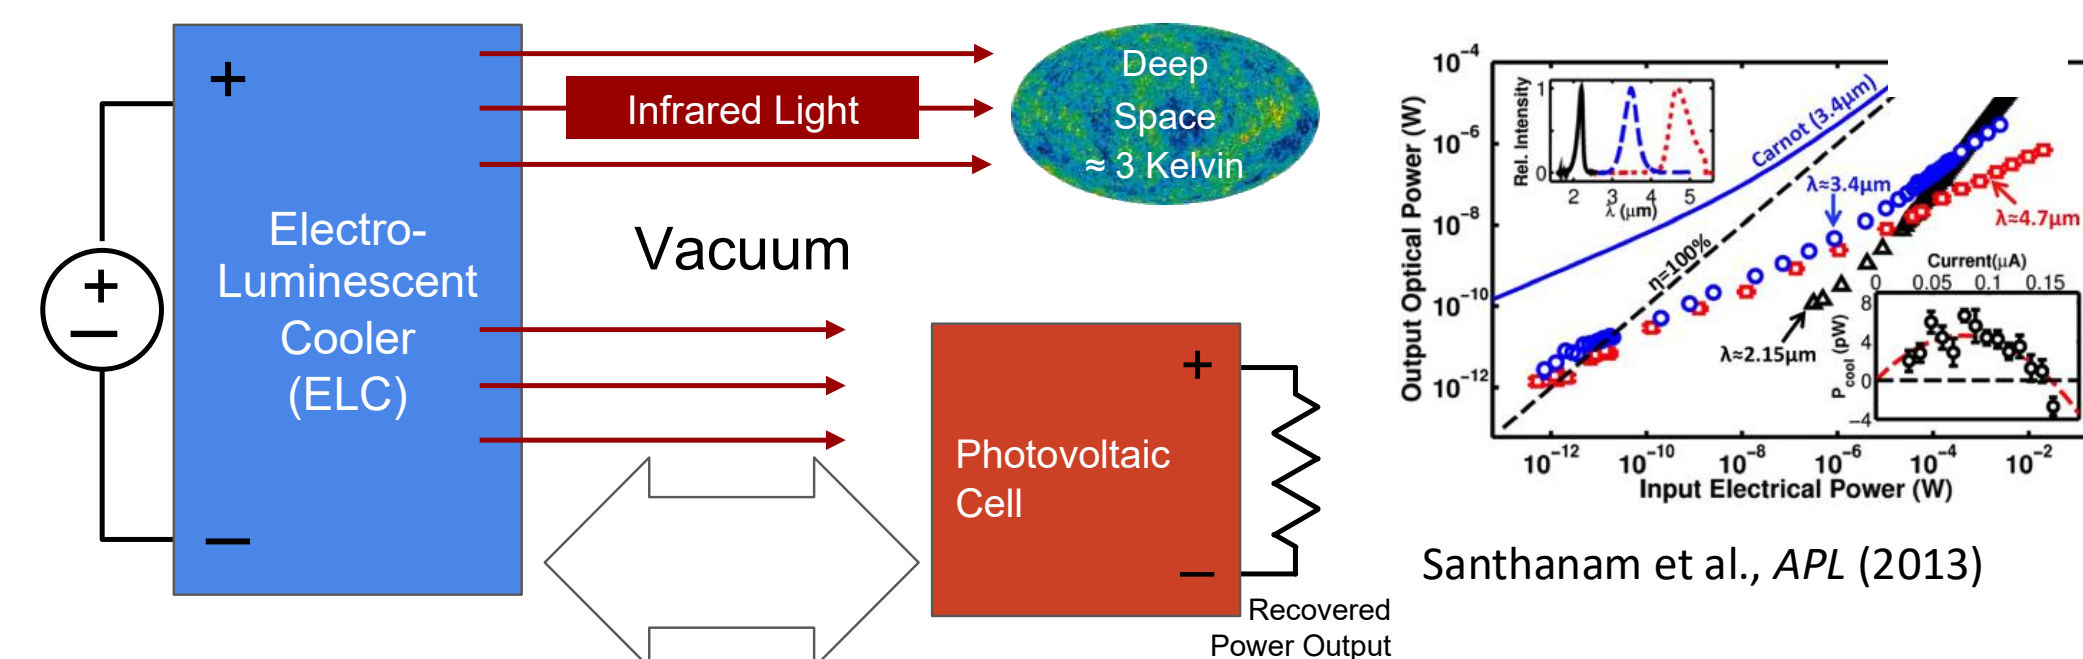 +
Electro-
Luminescent
Cooler
(ELC)
−
+
−
Infrared Light
Deep
Space
≈ 3 Kelvin
Vacuum
Photovoltaic
Cell
+
−
Recovered
Power Output
Output Optical Power (W)
10⁻⁴
10⁻⁶
10⁻⁸
10⁻¹⁰
10⁻¹²
Rel. Intensity
1
0
2 3 4 5
λ (μm)
Carnot (3.4μm)
η=100%
λ≈3.4μm
λ≈4.7μm
λ≈2.15μm
Current(μA)
0 0.05 0.1 0.15
P_cool (pW)
8
4
0
−4
10⁻¹² 10⁻¹⁰ 10⁻⁸ 10⁻⁶ 10⁻⁴ 10⁻²
Input Electrical Power (W)
Santhanam et al., APL (2013)